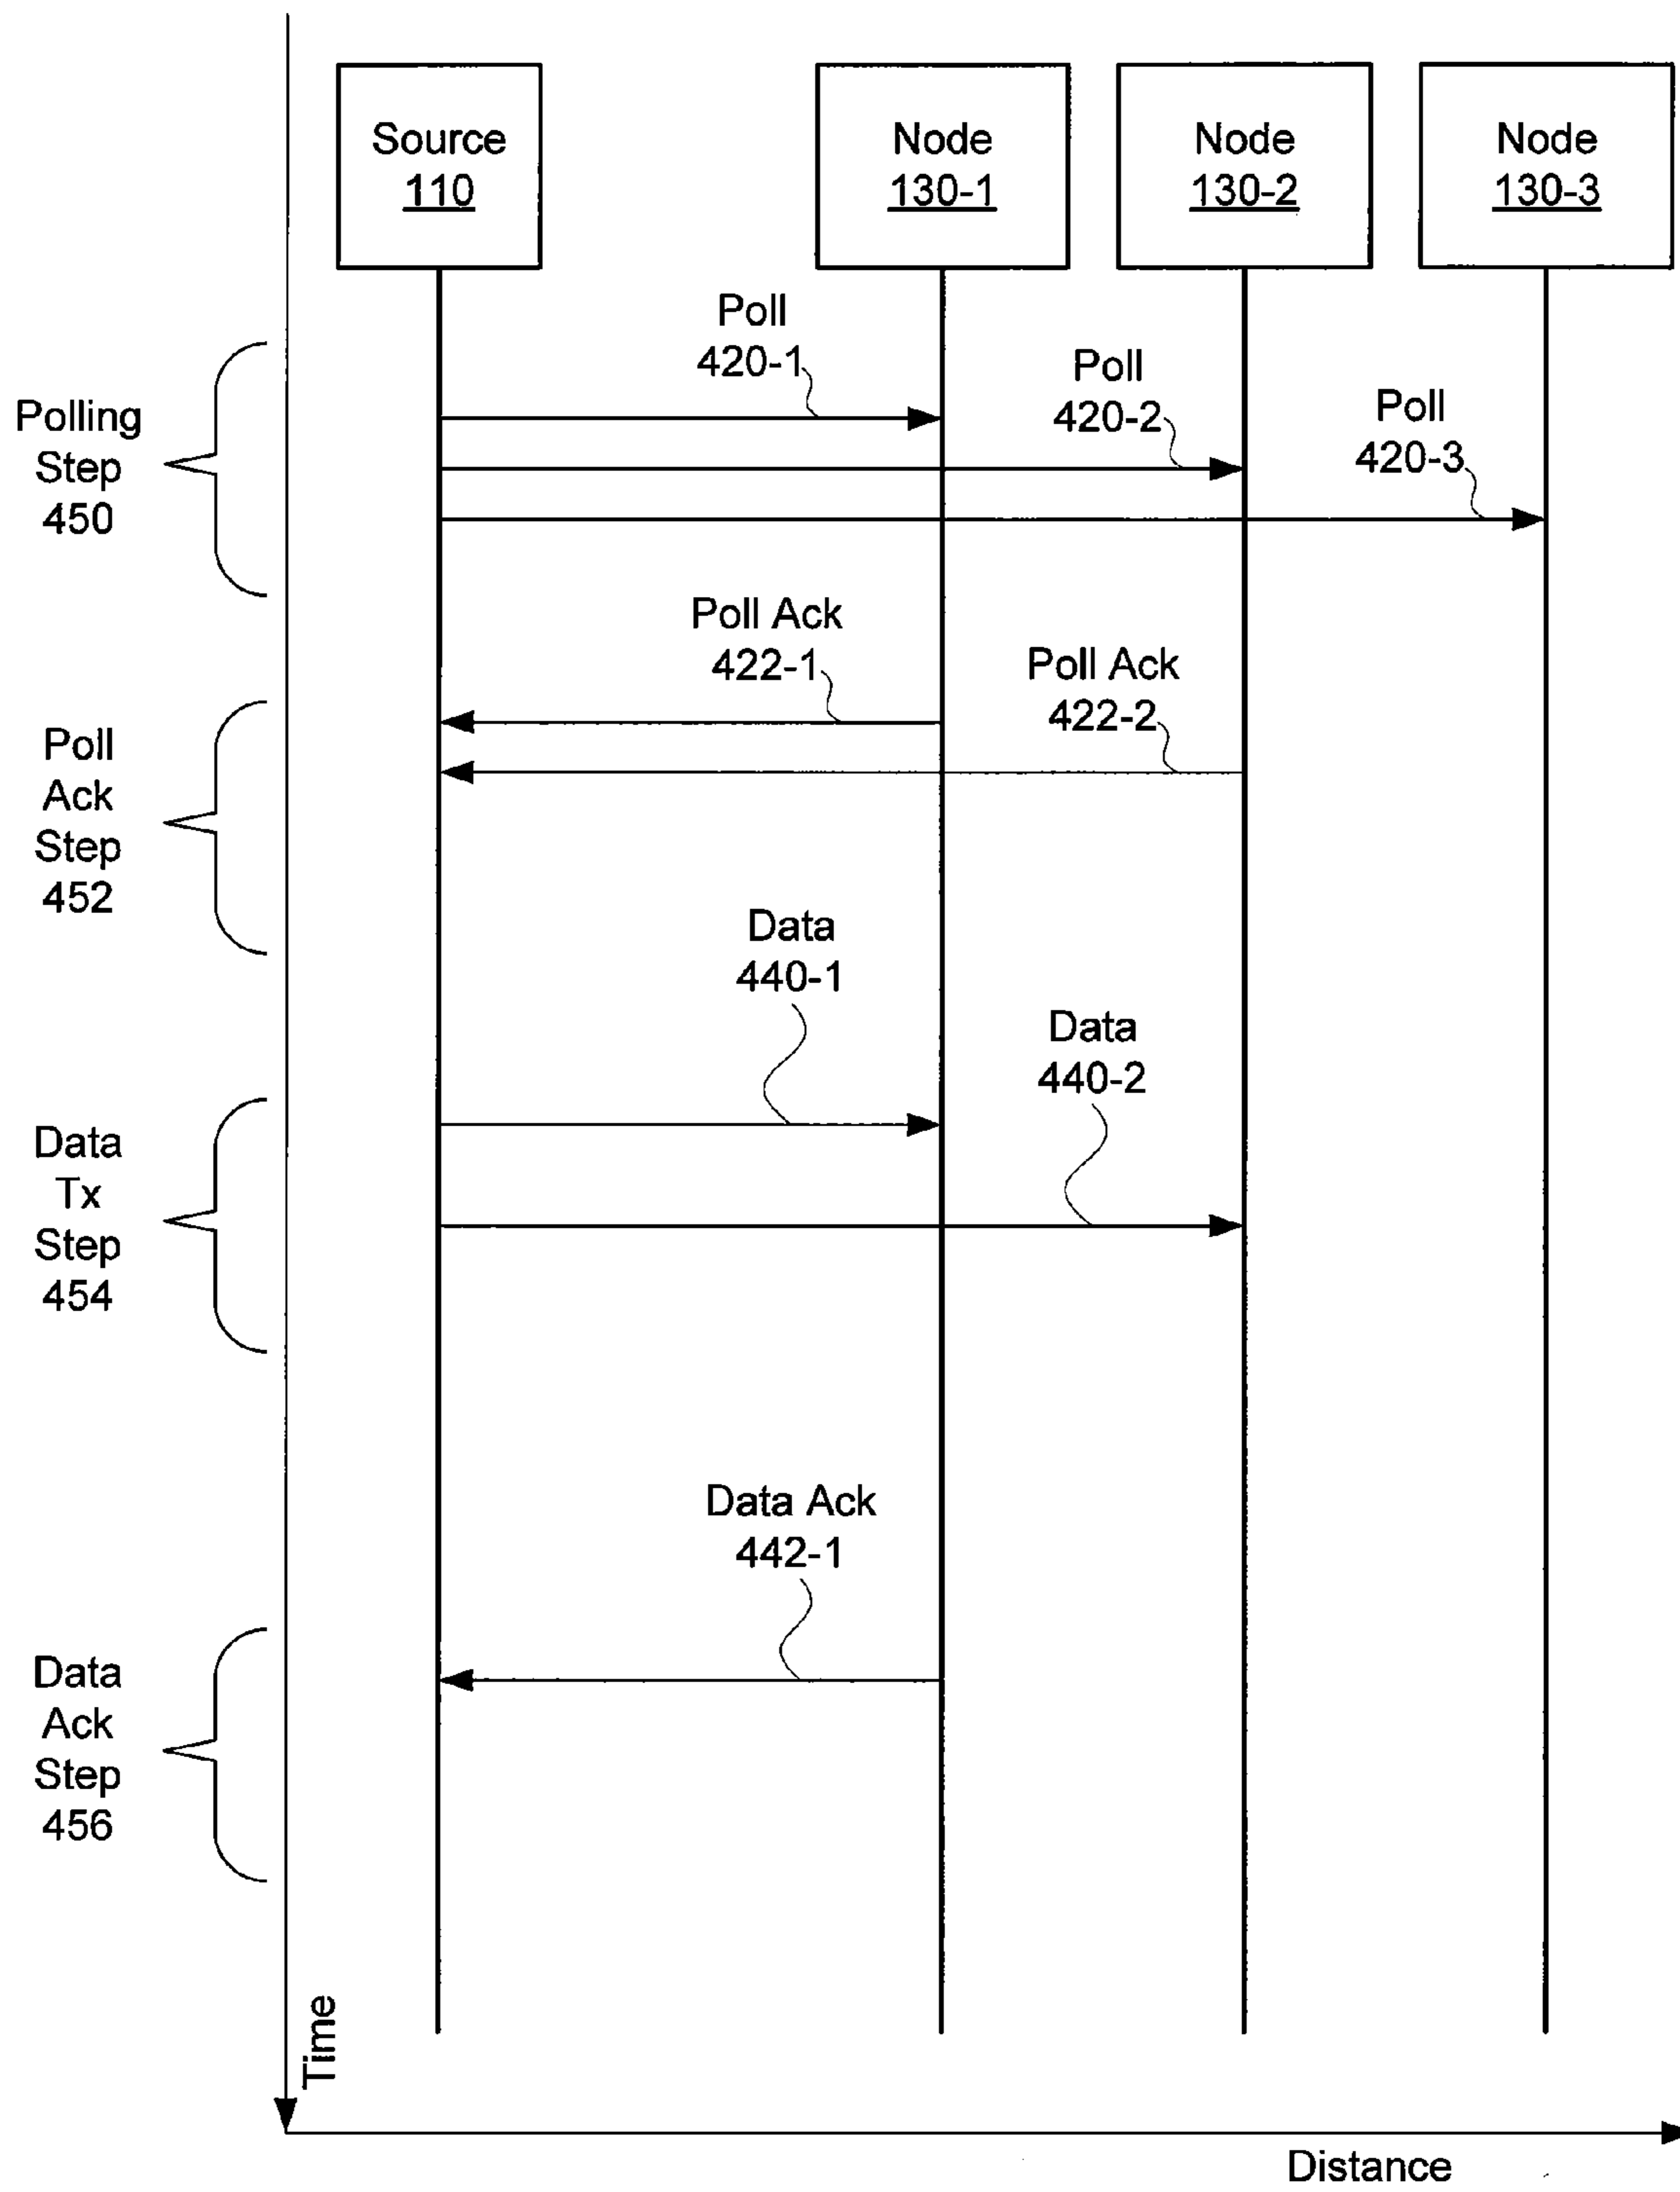 Source
110
Node
130-1
Node
130-2
Node
130-3
Poll
420-1
Poll
420-2
Poll
420-3
Polling
Step
450
Poll Ack
422-1
Poll Ack
422-2
Poll
Ack
Step
452
Data
440-1
Data
440-2
Data
Tx
Step
454
Data Ack
442-1
Data
Ack
Step
456
Time
Distance